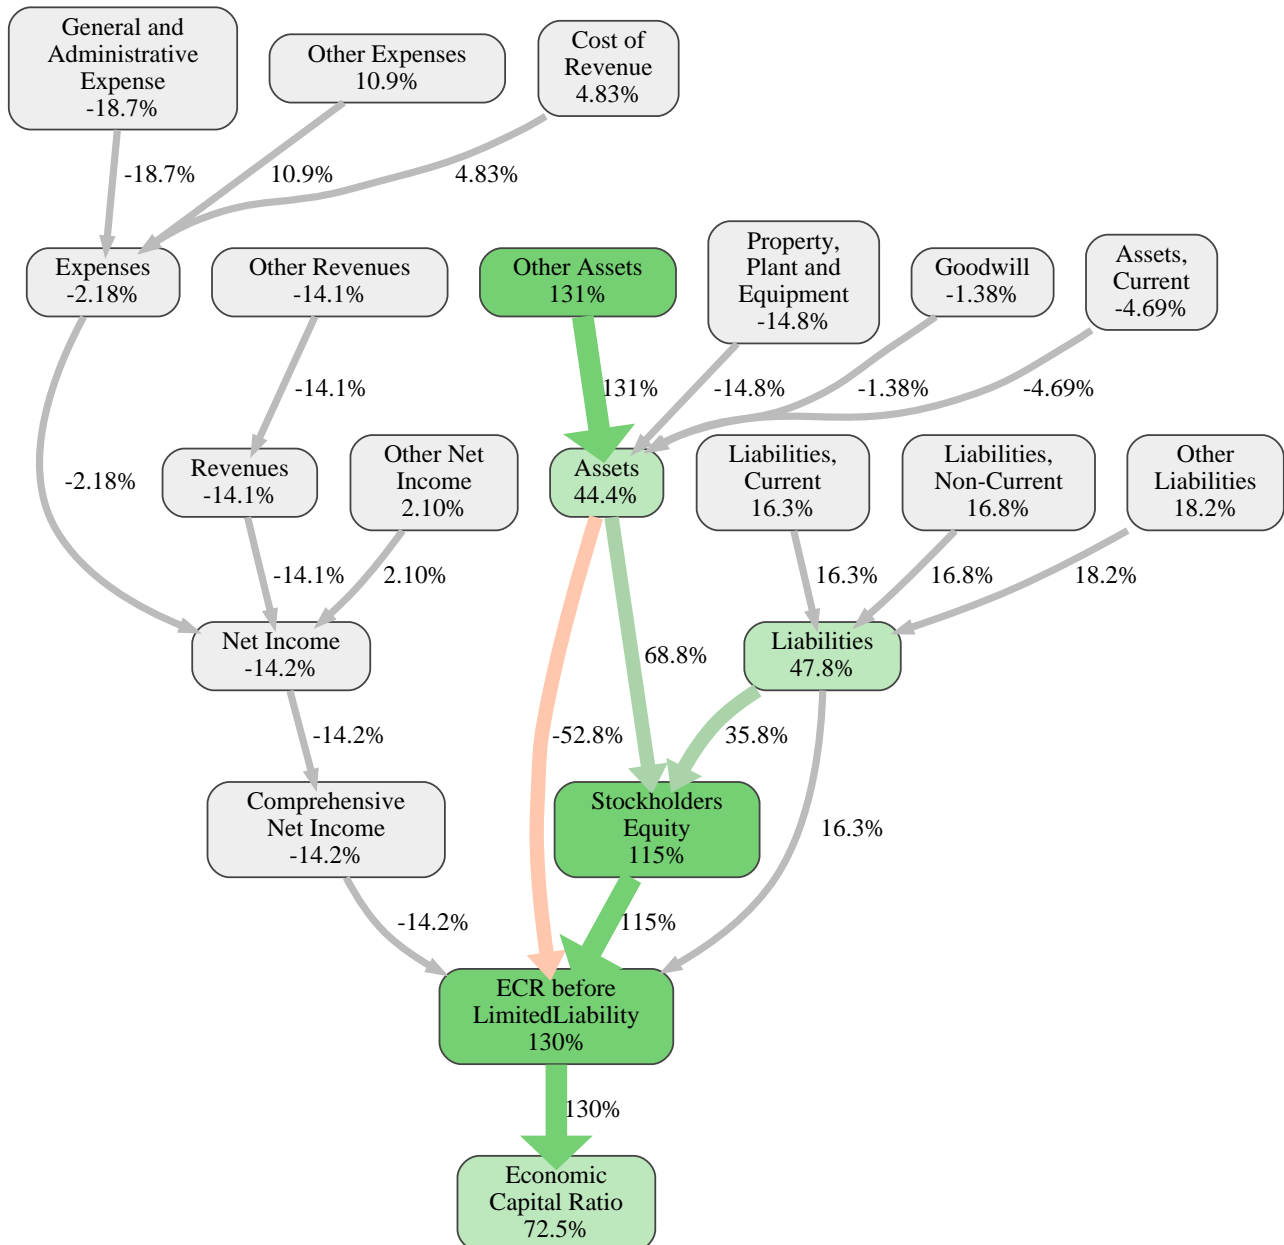 General and
Administrative
Expense
-18.7%
Other Expenses
10.9%
Cost of
Revenue
4.83%
-18.7%
10.9%
4.83%
Expenses
-2.18%
Other Revenues
-14.1%
Other Assets
131%
Property,
Plant and
Equipment
-14.8%
Goodwill
-1.38%
Assets,
Current
-4.69%
-14.1%
131%
-14.8%
-1.38%
-4.69%
-2.18%
Revenues
-14.1%
Other Net
Income
2.10%
Assets
44.4%
Liabilities,
Current
16.3%
Liabilities,
Non-Current
16.8%
Other
Liabilities
18.2%
-14.1%
2.10%
16.3%
16.8%
18.2%
Net Income
-14.2%
68.8%
Liabilities
47.8%
-14.2%
-52.8%
35.8%
Comprehensive
Net Income
-14.2%
Stockholders
Equity
115%
16.3%
-14.2%
115%
ECR before
LimitedLiability
130%
130%
Economic
Capital Ratio
72.5%